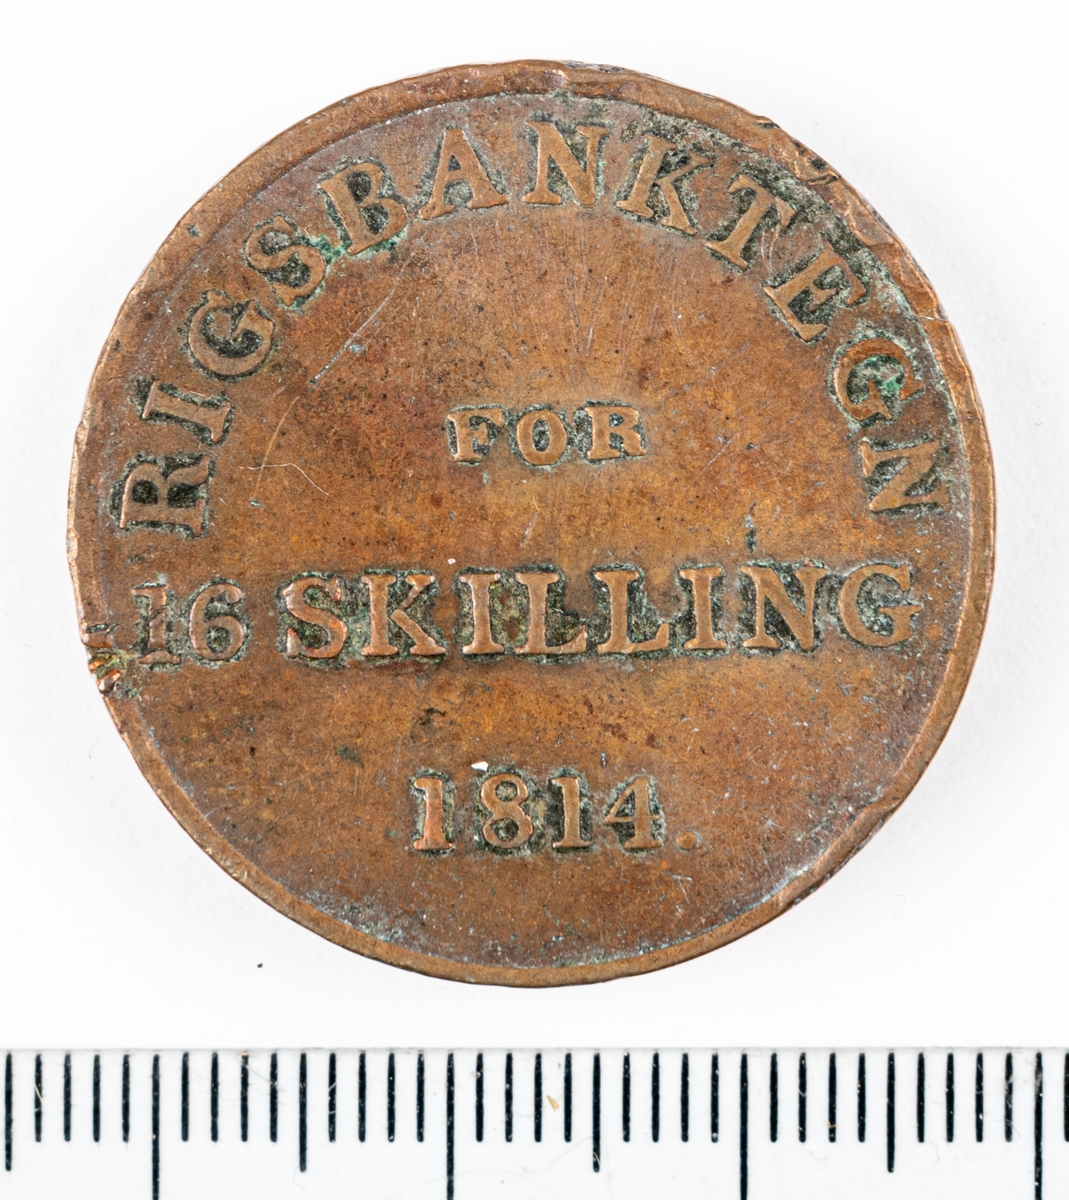 RIGSBANKTEGN
FOR
16 SKILLING
1814.